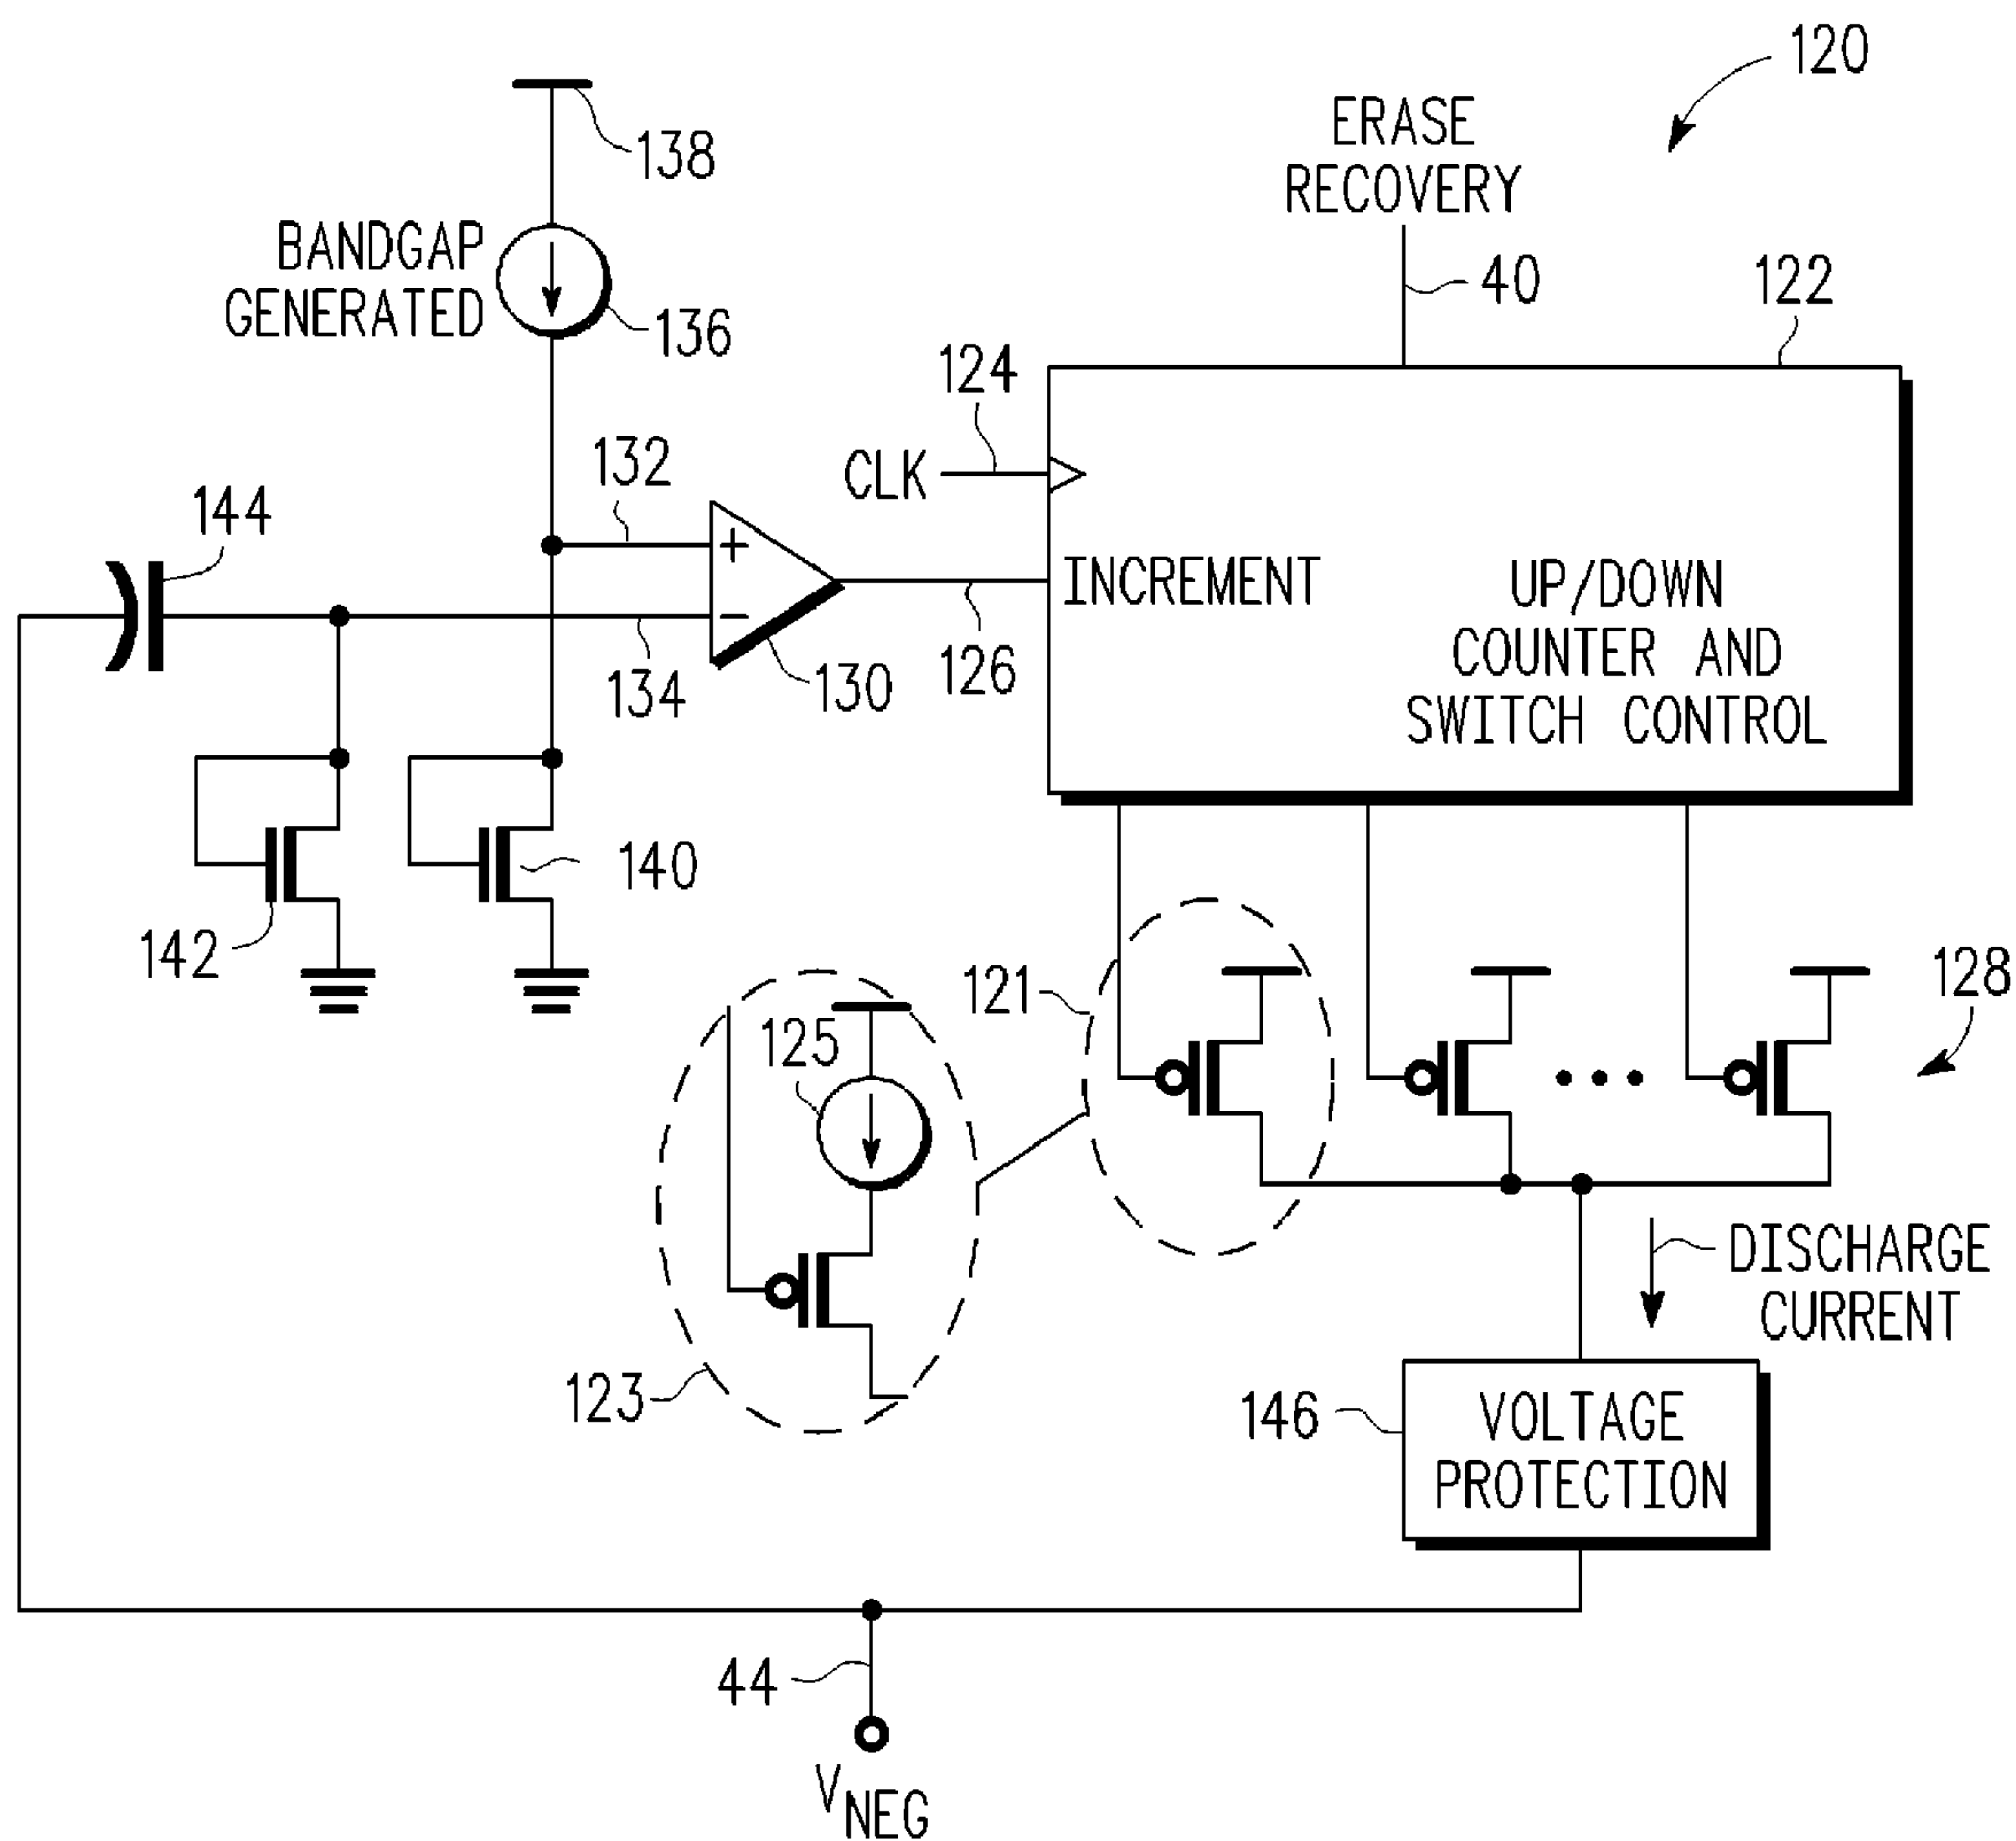 120
ERASE
RECOVERY
138
BANDGAP
GENERATED
136
40
122
124
CLK
132
144
+
−
INCREMENT
UP/DOWN
COUNTER AND
SWITCH CONTROL
134
130
126
140
142
121
128
125
DISCHARGE
CURRENT
123
146
VOLTAGE
PROTECTION
44
VNEG